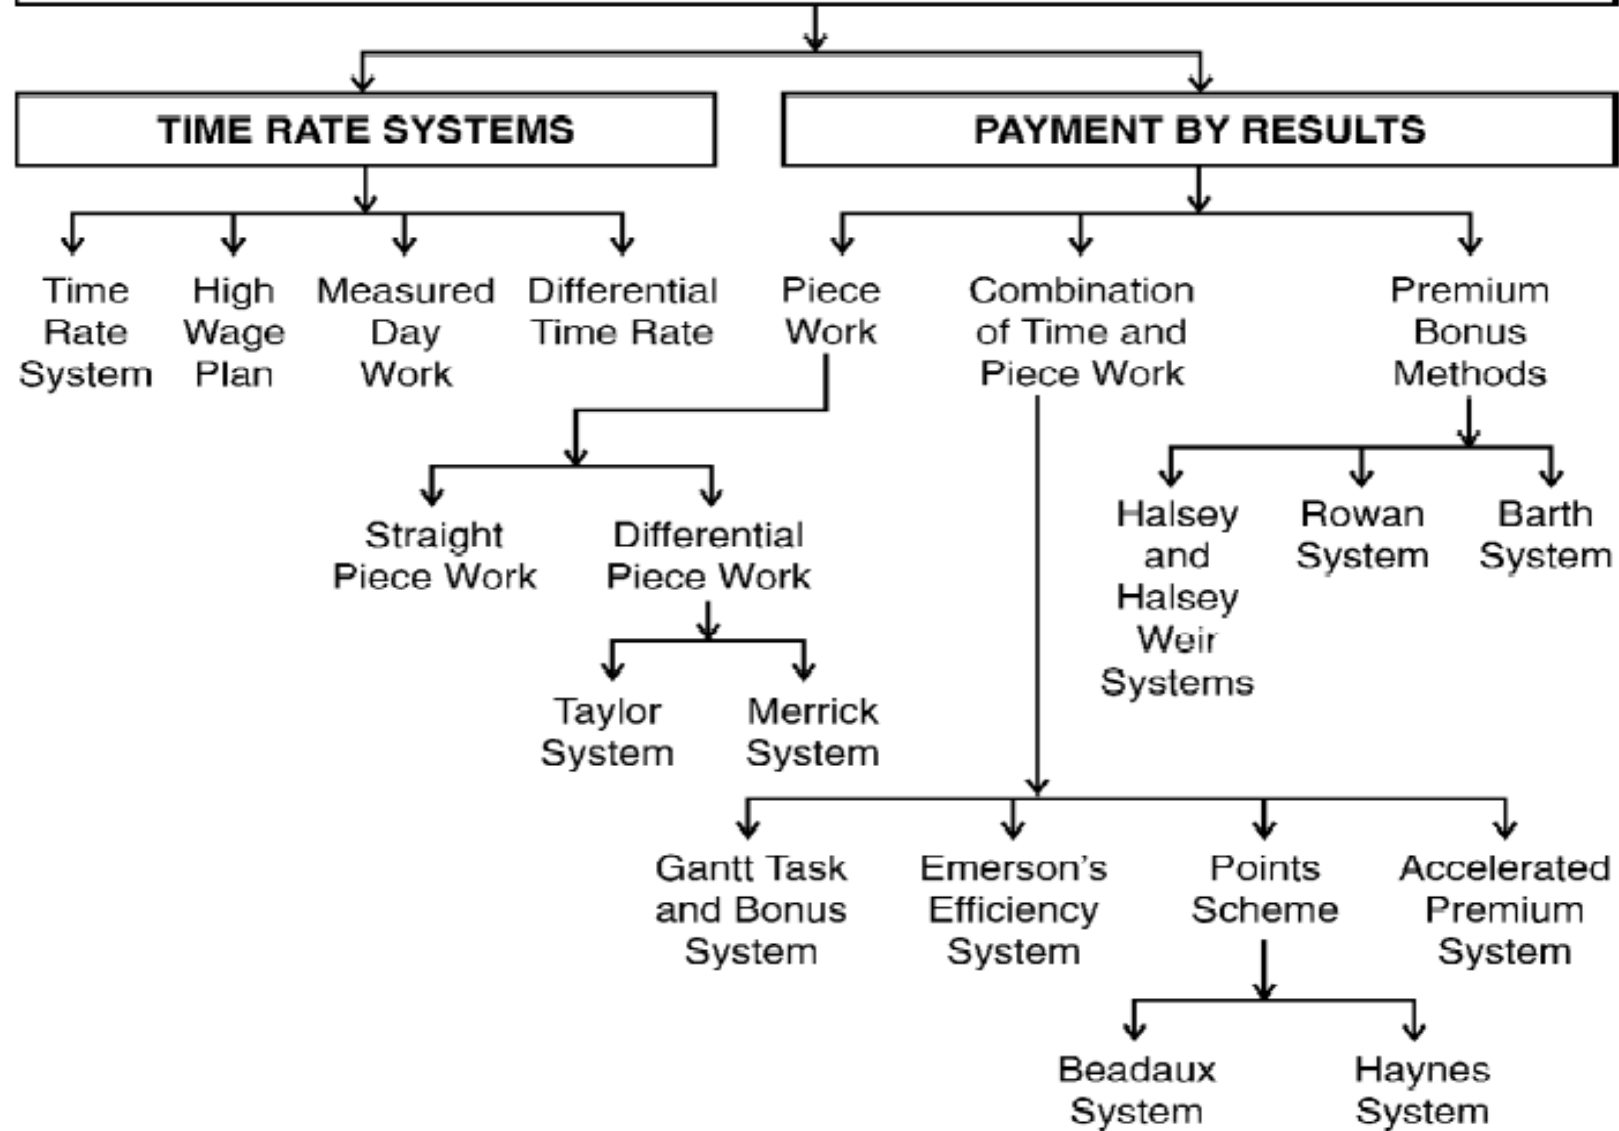 TIME RATE SYSTEMS
PAYMENT BY RESULTS
Time
Rate
System
High
Wage
Plan
Measured
Day
Work
Differential
Time Rate
Piece
Work
Combination
of Time and
Piece Work
Premium
Bonus
Methods
Straight
Piece Work
Differential
Piece Work
Halsey
and
Halsey
Weir
Systems
Rowan
System
Barth
System
Taylor
System
Merrick
System
Gantt Task
and Bonus
System
Emerson's
Efficiency
System
Points
Scheme
Accelerated
Premium
System
Beadaux
System
Haynes
System